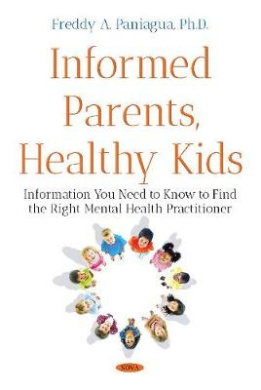 Freddy A. Paniagua, Ph.D.
Informed
Parents,
Healthy Kids
Information You Need to Know to Find
the Right Mental Health Practitioner
NOVA